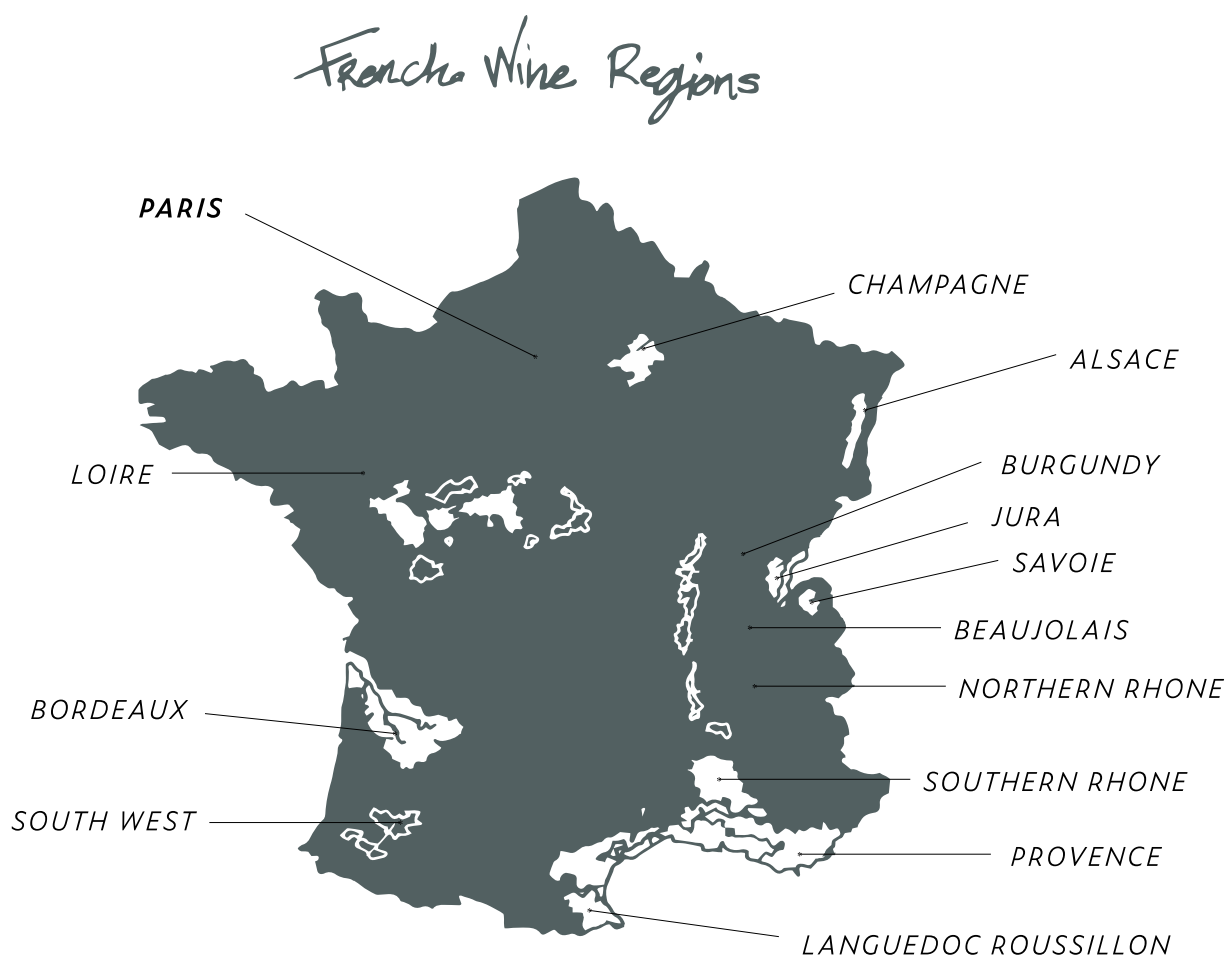 French Wine Regions
PARIS
CHAMPAGNE
ALSACE
LOIRE
BURGUNDY
JURA
SAVOIE
BEAUJOLAIS
NORTHERN RHONE
BORDEAUX
SOUTHERN RHONE
SOUTH WEST
PROVENCE
LANGUEDOC ROUSSILLON